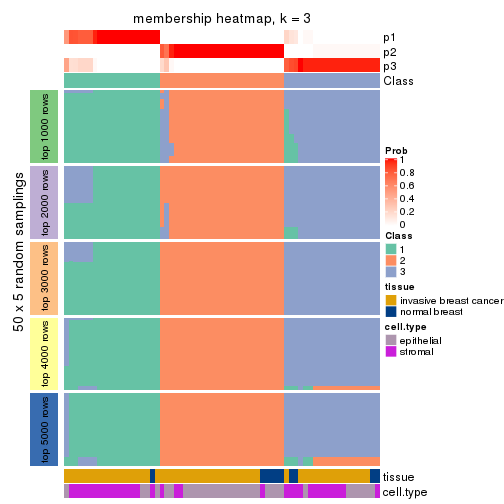 membership heatmap, k = 3
p1
p2
p3
Class
50 x 5 random samplings
top 1000 rows
top 2000 rows
top 3000 rows
top 4000 rows
top 5000 rows
Prob
1
0.8
0.6
0.4
0.2
0
Class
1
2
3
tissue
invasive breast cancer
normal breast
cell.type
epithelial
stromal
tissue
cell.type